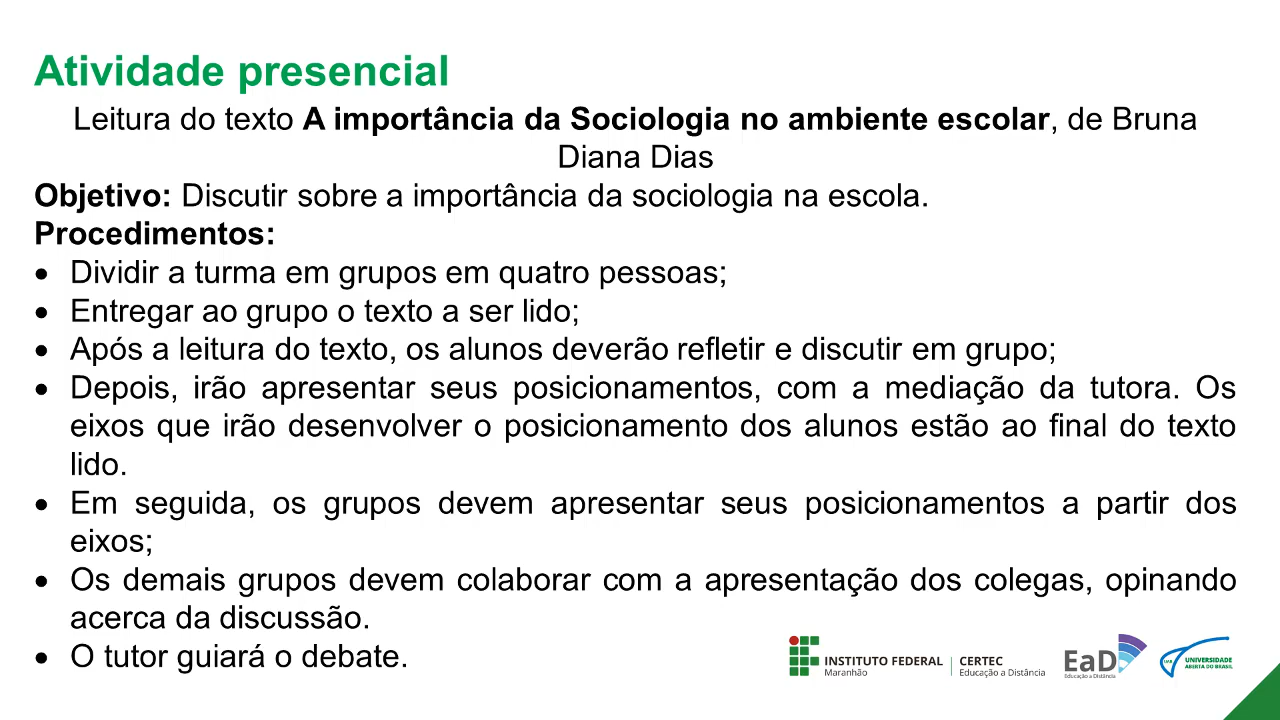 Atividade presencial
Leitura do texto A importância da Sociologia no ambiente escolar, de Bruna
Diana Dias
Objetivo: Discutir sobre a importância da sociologia na escola.
Procedimentos:
• Dividir a turma em grupos em quatro pessoas;
• Entregar ao grupo o texto a ser lido;
• Após a leitura do texto, os alunos deverão refletir e discutir em grupo;
• Depois, irão apresentar seus posicionamentos, com a mediação da tutora. Os
eixos que irão desenvolver o posicionamento dos alunos estão ao final do texto
lido.
• Em seguida, os grupos devem apresentar seus posicionamentos a partir dos
eixos;
• Os demais grupos devem colaborar com a apresentação dos colegas, opinando
acerca da discussão.
• O tutor guiará o debate.
INSTITUTO FEDERAL
Maranhão
CERTEC
Educação a Distância
EaD
Educação a Distância
UAB
UNIVERSIDADE
ABERTA DO BRASIL